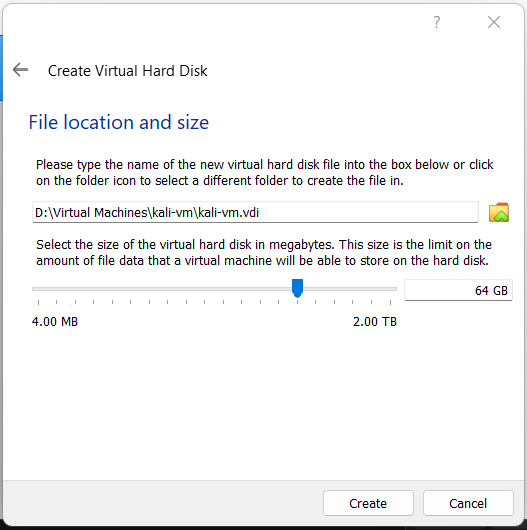 ?
Create Virtual Hard Disk
File location and size
Please type the name of the new virtual hard disk file into the box below or click
on the folder icon to select a different folder to create the file in.
D:\Virtual Machines\kali-vm\kali-vm.vdi
Select the size of the virtual hard disk in megabytes. This size is the limit on the
amount of file data that a virtual machine will be able to store on the hard disk.
64 GB
4.00 MB 2.00 TB
Create Cancel